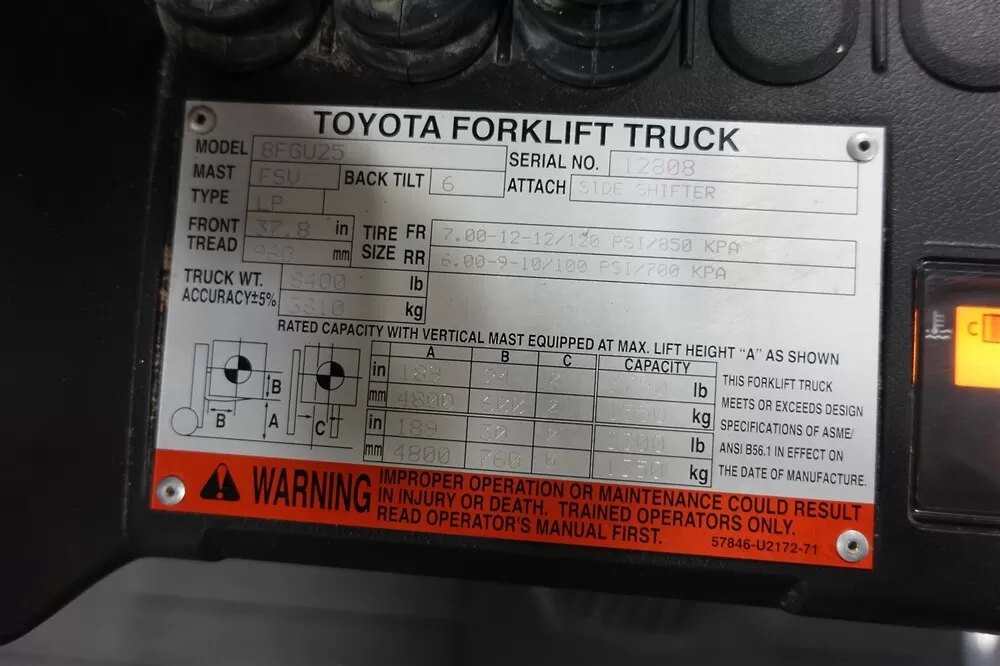 TOYOTA FORKLIFT TRUCK
MODEL 8FGU25 SERIAL NO. 12808
MAST FSV BACK TILT 6 ATTACH SIDE SHIFTER
TYPE LP
FRONT TREAD 37.8 in
960 mm
TIRE SIZE FR 7.00-12-12/120 PSI/850 KPA
RR 6.00-9-10/100 PSI/700 KPA
TRUCK WT. 8400 lb
ACCURACY±5% 3810 kg
RATED CAPACITY WITH VERTICAL MAST EQUIPPED AT MAX. LIFT HEIGHT "A" AS SHOWN
A B C CAPACITY
in 189 24 0 lb
mm 4800 0 kg
in 189 30 0 lb
mm 4800 760 0 kg
THIS FORKLIFT TRUCK
MEETS OR EXCEEDS DESIGN
SPECIFICATIONS OF ASME/
ANSI B56.1 IN EFFECT ON
THE DATE OF MANUFACTURE.
B
B A C
WARNING
IMPROPER OPERATION OR MAINTENANCE COULD RESULT
IN INJURY OR DEATH. TRAINED OPERATORS ONLY.
READ OPERATOR'S MANUAL FIRST.
57846-U2172-71
C